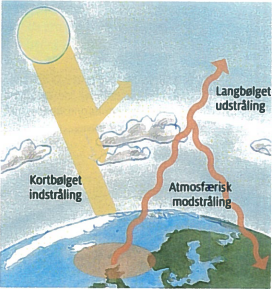 Langbølget
udstråling
Kortbølget
indstråling
Atmosfærisk
modstråling